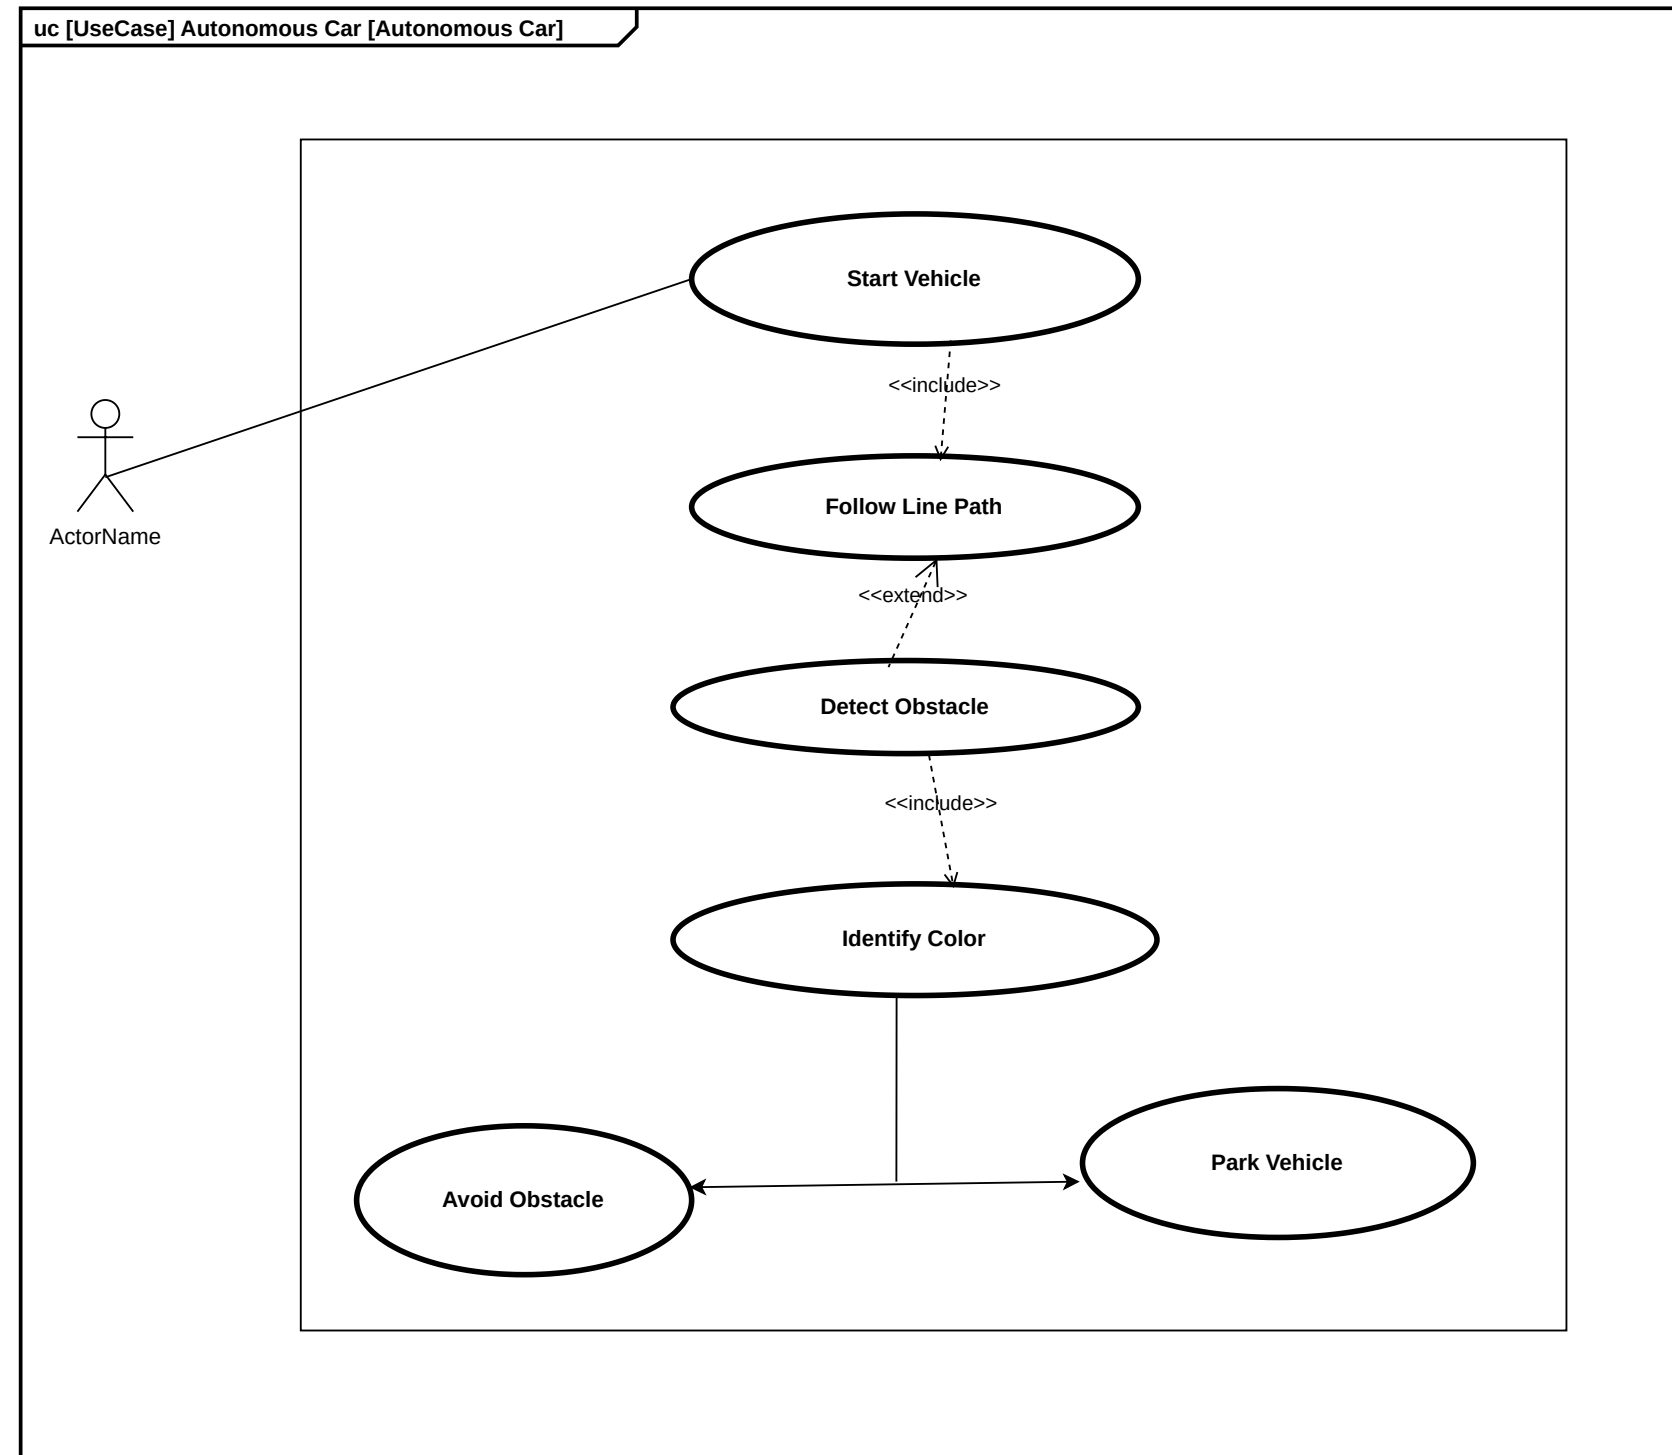 uc [UseCase] Autonomous Car [Autonomous Car]
Start Vehicle
<<include>>
Follow Line Path
ActorName
<<extend>>
Detect Obstacle
<<include>>
Identify Color
Park Vehicle
Avoid Obstacle